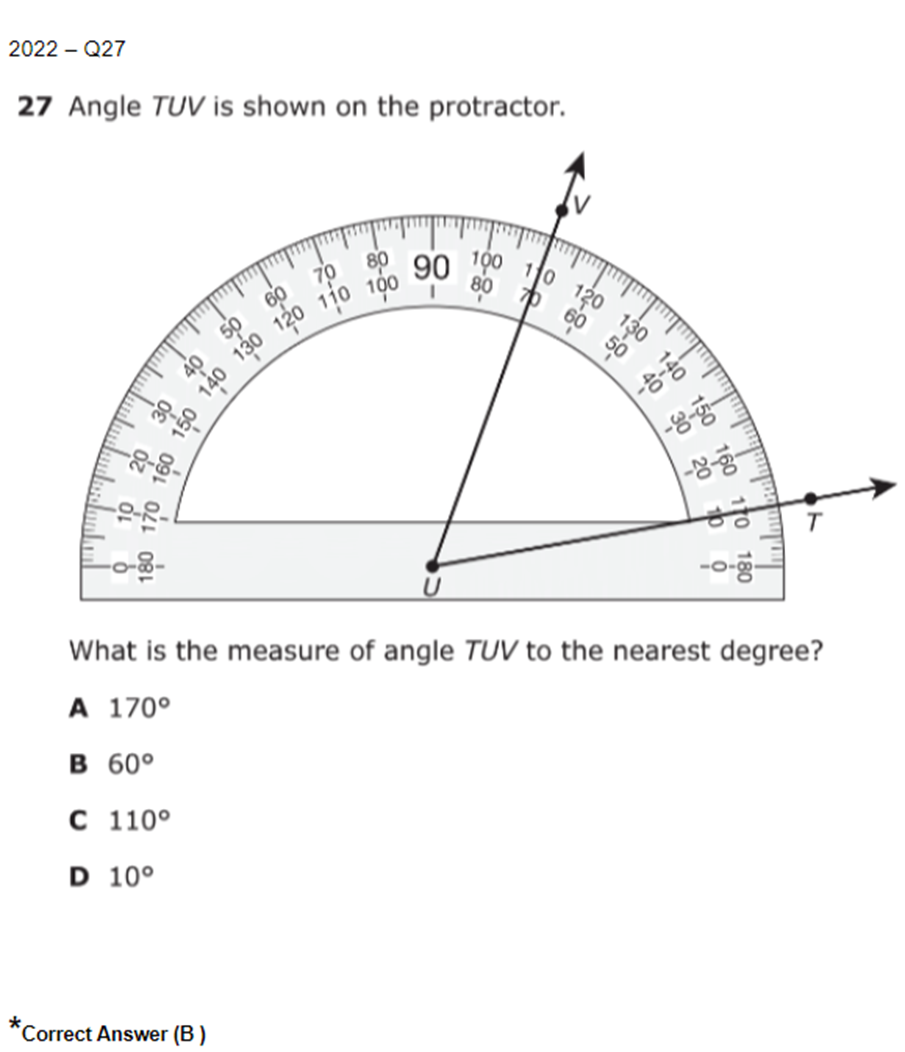 2022 – Q27
27 Angle TUV is shown on the protractor.
V
90
80 100
100 80
70 110
110 70
60 120
120 60
50 130
130 50
40 140
140 40
30 150
150 30
20 160
160 20
10 170
170 10
T
0 180
180 0
U
What is the measure of angle TUV to the nearest degree?
A 170°
B 60°
C 110°
D 10°
*Correct Answer (B )